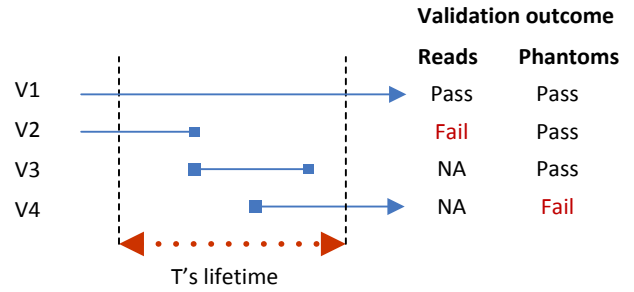 Validation outcome
Reads Phantoms
V1 Pass Pass
V2 Fail Pass
V3 NA Pass
V4 NA Fail
T's lifetime